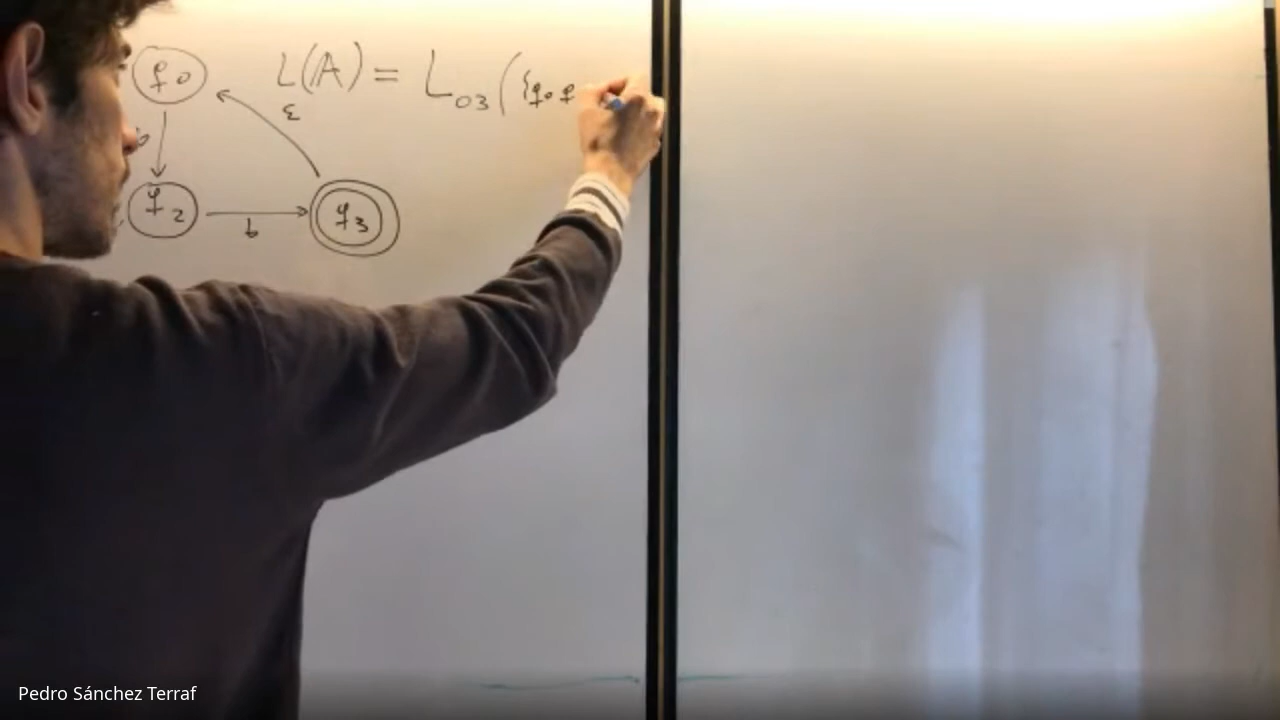 q0
L(A) = L03({q0 q
ε
b
q2
b
q3
Pedro Sánchez Terraf